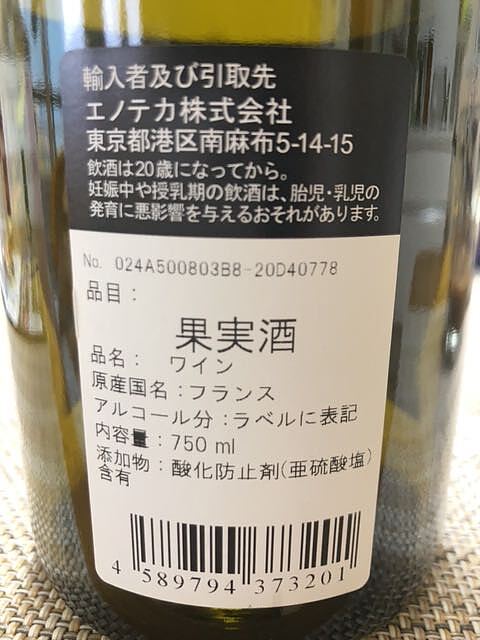 輸入者及び引取先
エノテカ株式会社
東京都港区南麻布5-14-15
飲酒は20歳になってから。
妊娠中や授乳期の飲酒は、胎児・乳児の
発育に悪影響を与えるおそれがあります。
No. 024A500803B8-20D40778
品目：
果実酒
品名： ワイン
原産国名：フランス
アルコール分：ラベルに表記
内容量：750 ml
添加物：酸化防止剤(亜硫酸塩)
含有
4 589794 373201